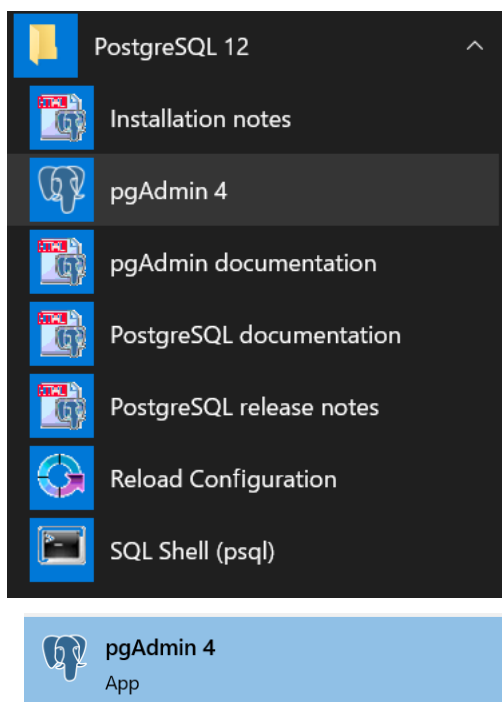 PostgreSQL 12
Installation notes
pgAdmin 4
pgAdmin documentation
PostgreSQL documentation
PostgreSQL release notes
Reload Configuration
SQL Shell (psql)
pgAdmin 4
App